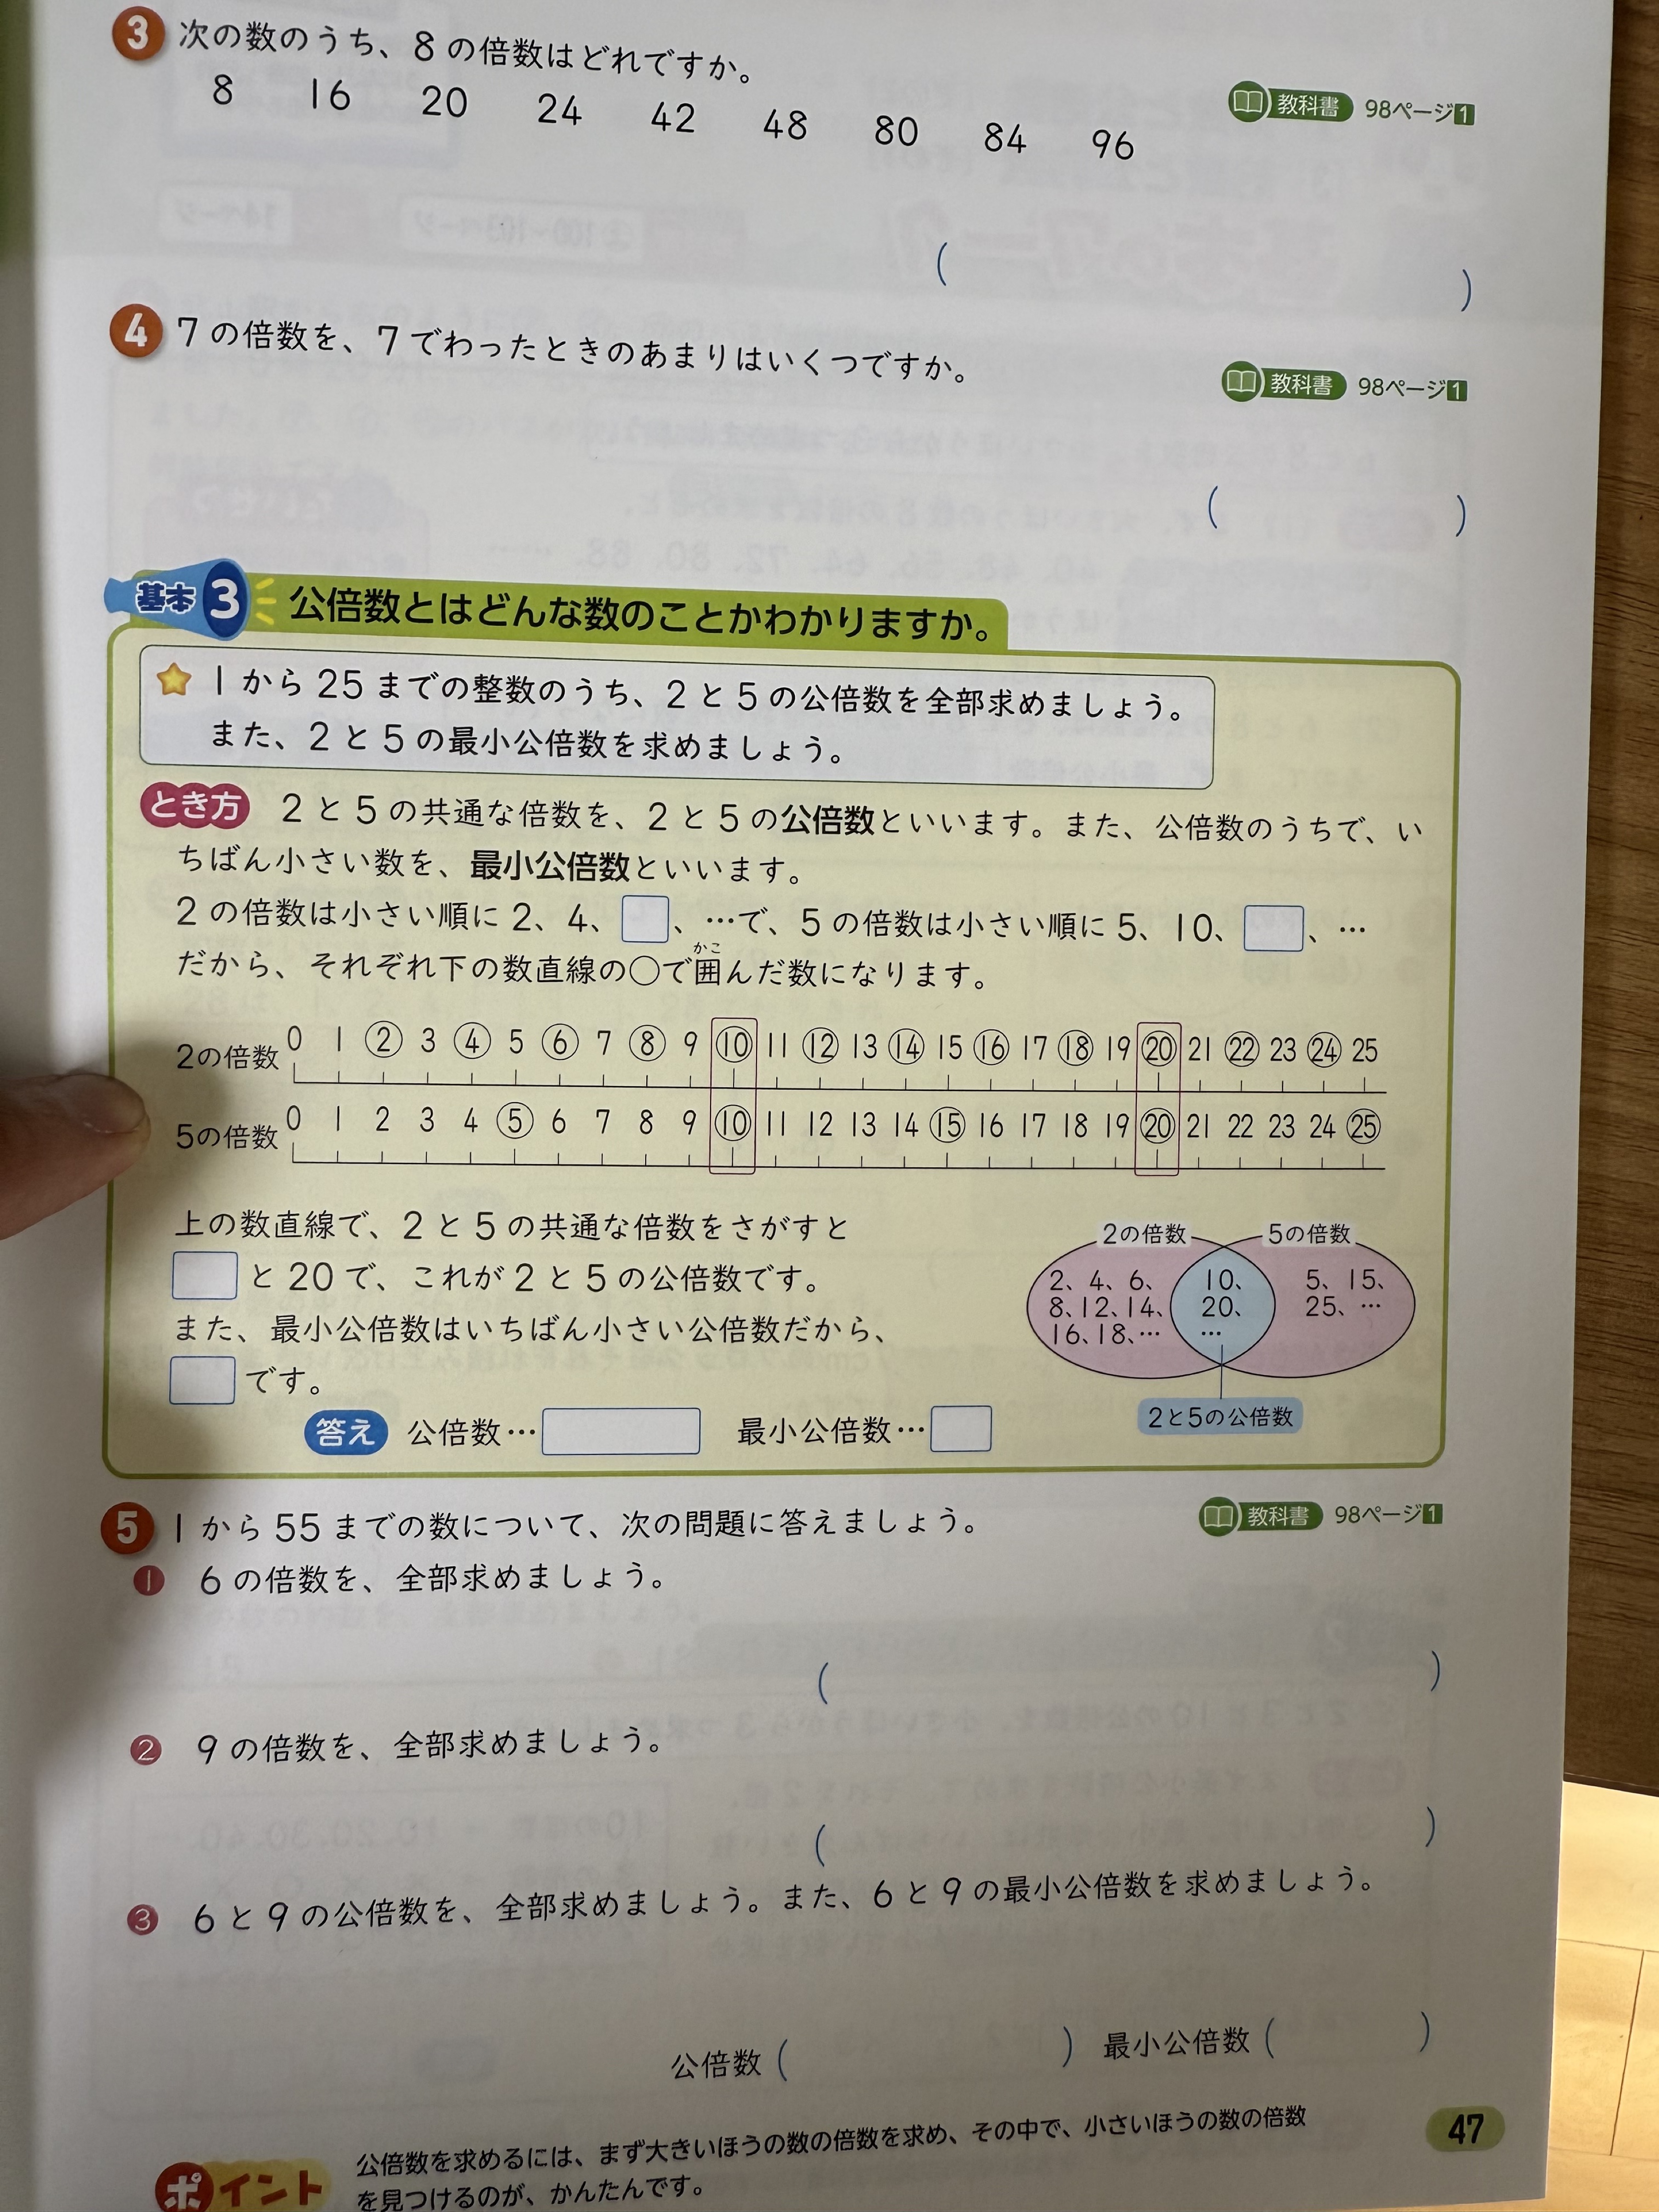 3 次の数のうち、8の倍数はどれですか。
教科書 98ページ1
8 16 20 24 42 48 80 84 96
( )
4 7の倍数を、7でわったときのあまりはいくつですか。
教科書 98ページ1
( )
基本3 公倍数とはどんな数のことかわかりますか。
1から25までの整数のうち、2と5の公倍数を全部求めましょう。
また、2と5の最小公倍数を求めましょう。
とき方 2と5の共通な倍数を、2と5の公倍数といいます。また、公倍数のうちで、い
ちばん小さい数を、最小公倍数といいます。
2の倍数は小さい順に2、4、□、…で、5の倍数は小さい順に5、10、□、…
かこ
だから、それぞれ下の数直線の○で囲んだ数になります。
2の倍数 0 1 ② 3 ④ 5 ⑥ 7 ⑧ 9 ⑩ 11 ⑫ 13 ⑭ 15 ⑯ 17 ⑱ 19 ⑳ 21 ㉒ 23 ㉔ 25
5の倍数 0 1 2 3 4 ⑤ 6 7 8 9 ⑩ 11 12 13 14 ⑮ 16 17 18 19 ⑳ 21 22 23 24 ㉕
上の数直線で、2と5の共通な倍数をさがすと
□と20で、これが2と5の公倍数です。
また、最小公倍数はいちばん小さい公倍数だから、
□です。
2の倍数 5の倍数
2、4、6、 10、 5、15、
8、12、14、 20、 25、…
16、18、… …
2と5の公倍数
答え 公倍数…□ 最小公倍数…□
5 1から55までの数について、次の問題に答えましょう。
教科書 98ページ1
❶ 6の倍数を、全部求めましょう。
( )
❷ 9の倍数を、全部求めましょう。
( )
❸ 6と9の公倍数を、全部求めましょう。また、6と9の最小公倍数を求めましょう。
公倍数( ) 最小公倍数( )
ポイント 公倍数を求めるには、まず大きいほうの数の倍数を求め、その中で、小さいほうの数の倍数
を見つけるのが、かんたんです。
47